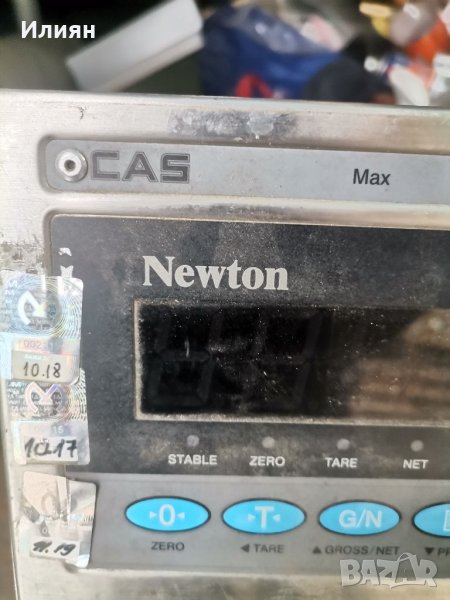 Илиян
CAS
Max
Newton
10.18
10.17
STABLE ZERO TARE NET
0 T G/N
ZERO ◄ TARE ▲ GROSS/NET
11.19
BAZAR